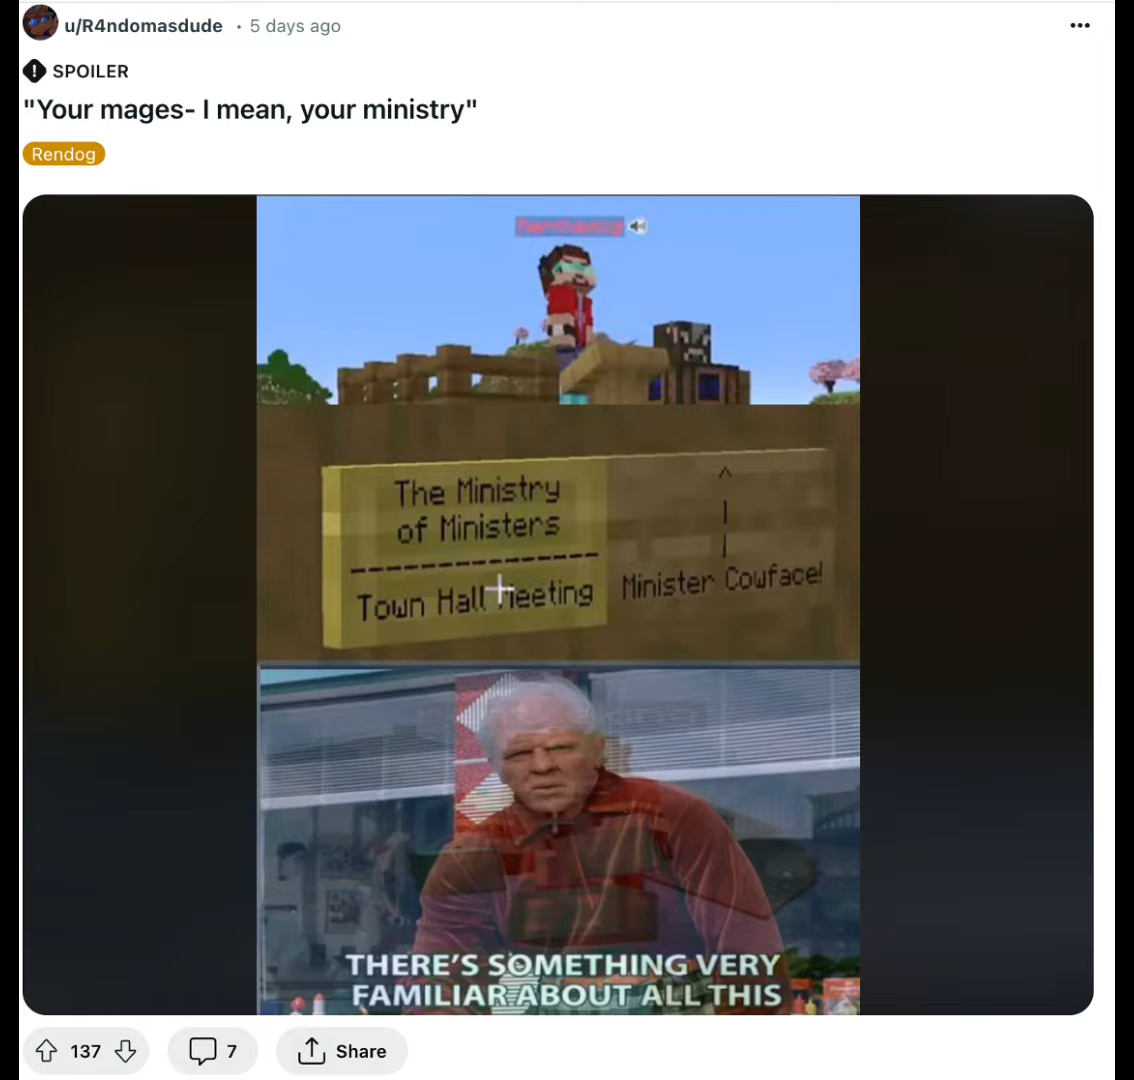 u/R4ndomasdude • 5 days ago
SPOILER
"Your mages- I mean, your ministry"
Rendog
The Ministry
of Ministers
----------------
Town Hall Meeting
^
|
|
Minister Cowface!
THERE'S SOMETHING VERY
FAMILIAR ABOUT ALL THIS
137
7
Share